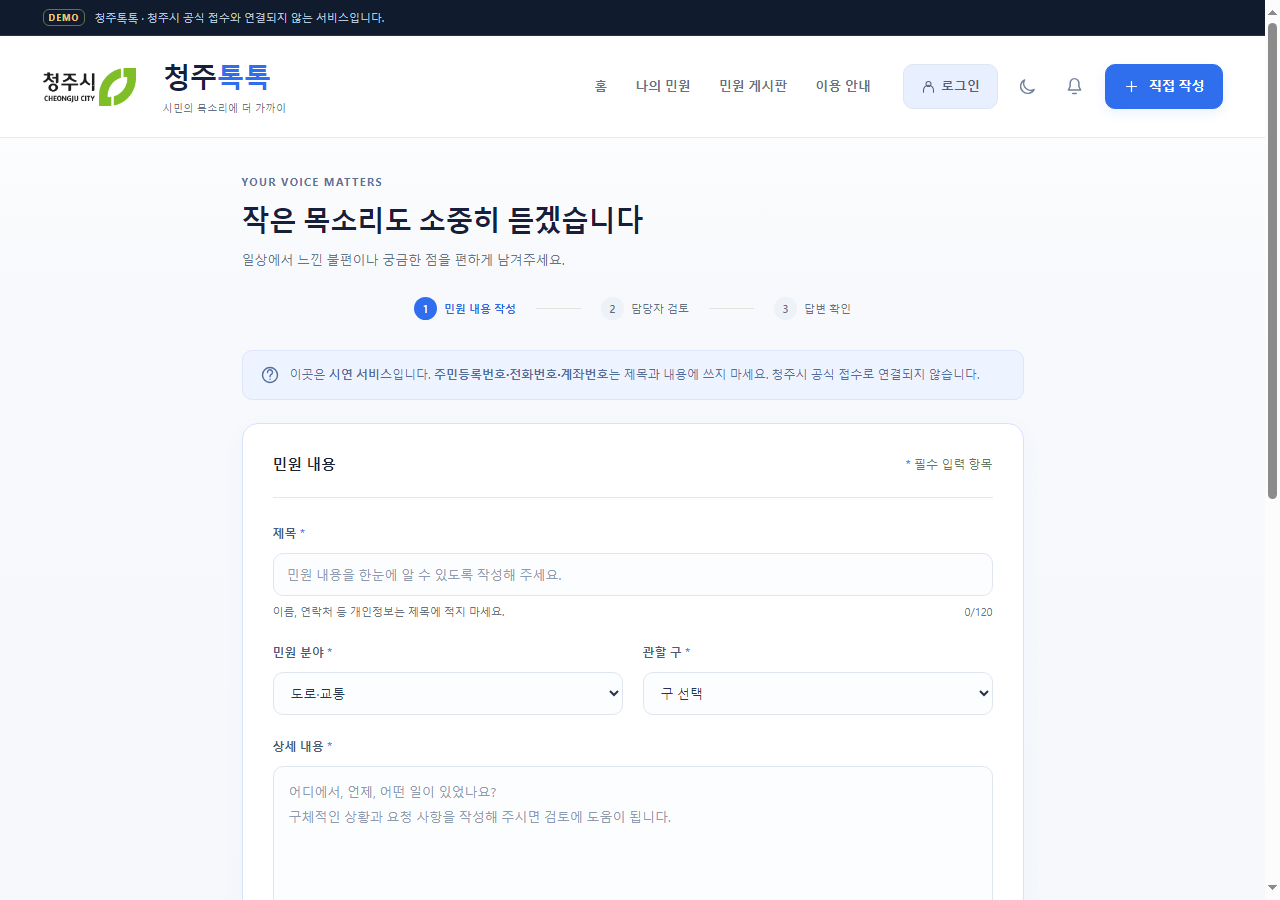 DEMO 청주톡톡 · 청주시 공식 접수와 연결되지 않는 서비스입니다.
청주시
CHEONGJU CITY
청주톡톡
시민의 목소리에 더 가까이
홈 나의 민원 민원 게시판 이용 안내 로그인 + 직접 작성
YOUR VOICE MATTERS
작은 목소리도 소중히 듣겠습니다
일상에서 느낀 불편이나 궁금한 점을 편하게 남겨주세요.
1 민원 내용 작성 2 담당자 검토 3 답변 확인
이곳은 시연 서비스입니다. 주민등록번호·전화번호·계좌번호는 제목과 내용에 쓰지 마세요. 청주시 공식 접수로 연결되지 않습니다.
민원 내용 * 필수 입력 항목
제목 *
민원 내용을 한눈에 알 수 있도록 작성해 주세요.
이름, 연락처 등 개인정보는 제목에 적지 마세요. 0/120
민원 분야 * 관할 구 *
도로·교통 구 선택
상세 내용 *
어디에서, 언제, 어떤 일이 있었나요?
구체적인 상황과 요청 사항을 작성해 주시면 검토에 도움이 됩니다.